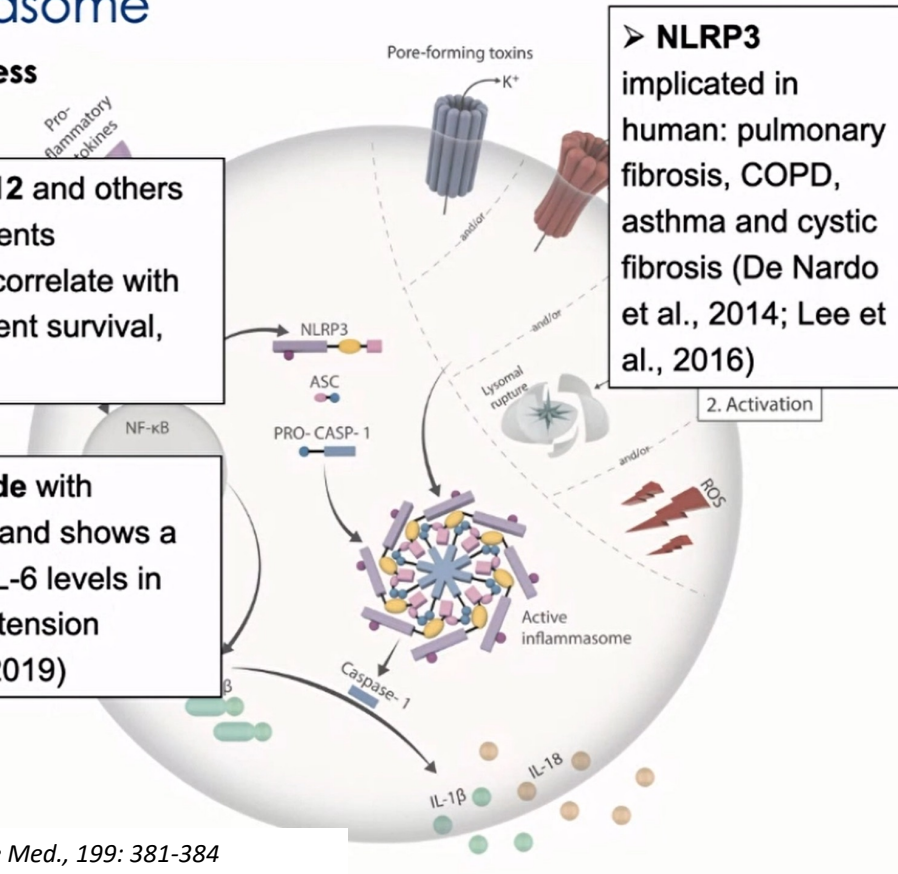 asome
ess
Pro-
flammatory
tokines
12 and others
ents
correlate with
ent survival,
Pore-forming toxins
K⁺
➢ NLRP3
implicated in
human: pulmonary
fibrosis, COPD,
asthma and cystic
fibrosis (De Nardo
et al., 2014; Lee et
al., 2016)
and/or
and/or
NLRP3
ASC
PRO- CASP- 1
Lysomal
rupture
2. Activation
and/or
ROS
NF-κB
de with
and shows a
L-6 levels in
tension
2019)
Active
inflammasome
Caspase- 1
β
IL-1β
IL-18
e Med., 199: 381-384